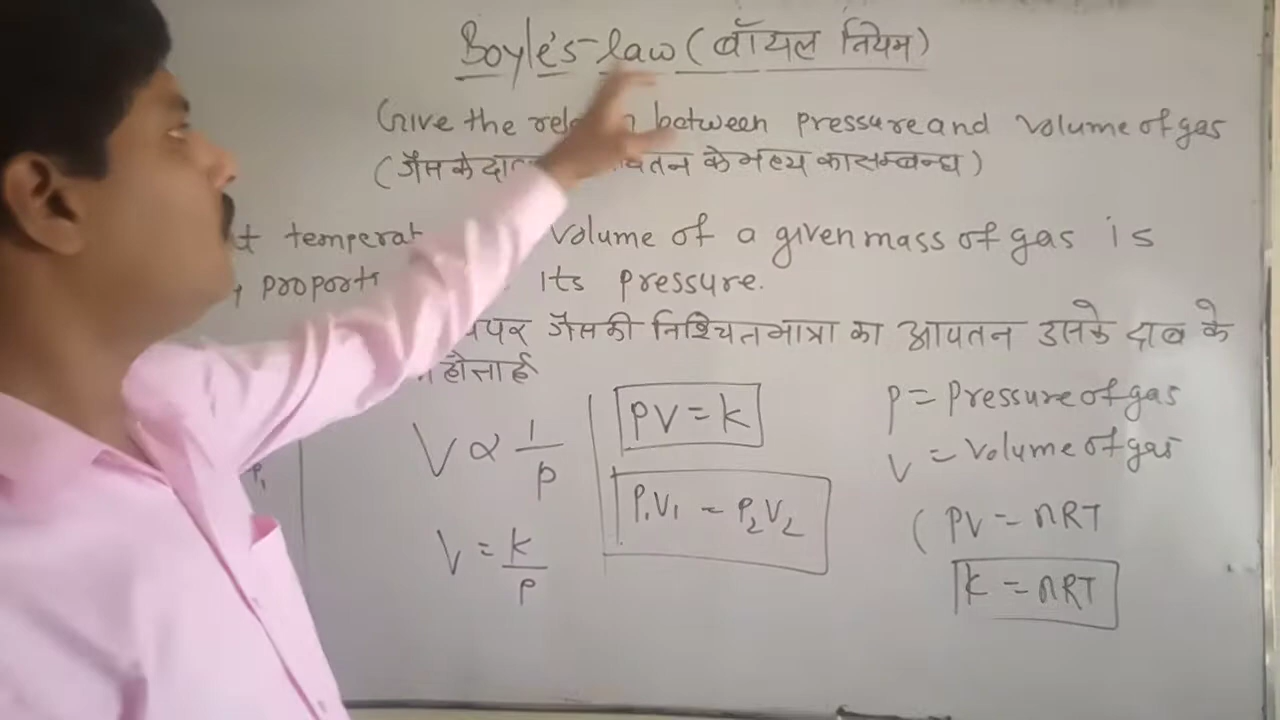 Boyle's-law (बॉयल नियम)
Give the between pressure and volume of gas
(गैस के के मध्य का सम्बन्ध)
temperat volume of a given mass of gas is
proporti its pressure.
पर गैस की निश्चित मात्रा का आयतन उसके दाब के
होता है
V ∝ 1/P
V = K/P
PV = K
P₁V₁ = P₂V₂
P = Pressure of gas
V = Volume of gas
(PV = nRT
K = nRT
P₁